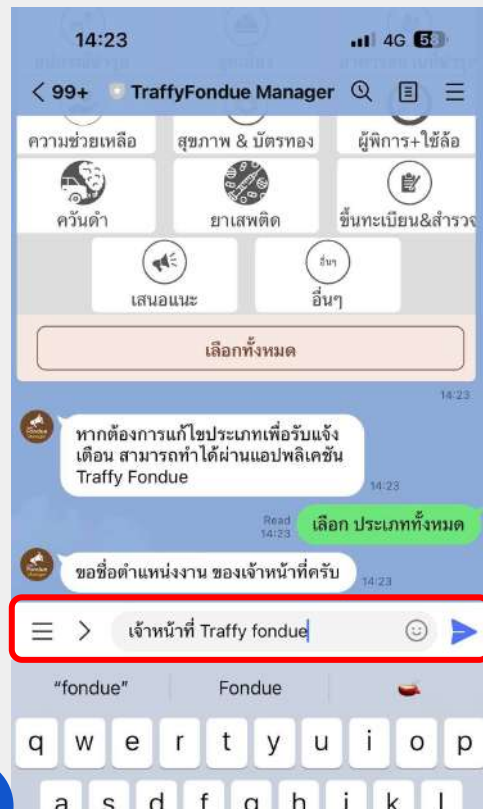 14:23
4G 58
99+ TraffyFondue Manager
ความช่วยเหลือ สุขภาพ & บัตรทอง ผู้พิการ+ใช้ล้อ
ควันดำ ยาเสพติด ขึ้นทะเบียน&สำรวจ
อื่นๆ
เสนอแนะ อื่นๆ
เลือกทั้งหมด
14:23
หากต้องการแก้ไขประเภทเพื่อรับแจ้ง
เตือน สามารถทำได้ผ่านแอปพลิเคชัน
Traffy Fondue
14:23
Read
14:23
เลือก ประเภททั้งหมด
ขอชื่อตำแหน่งงาน ของเจ้าหน้าที่ครับ
14:23
เจ้าหน้าที่ Traffy fondue
"fondue" Fondue
q w e r t y u i o p
a s d f g h j k l